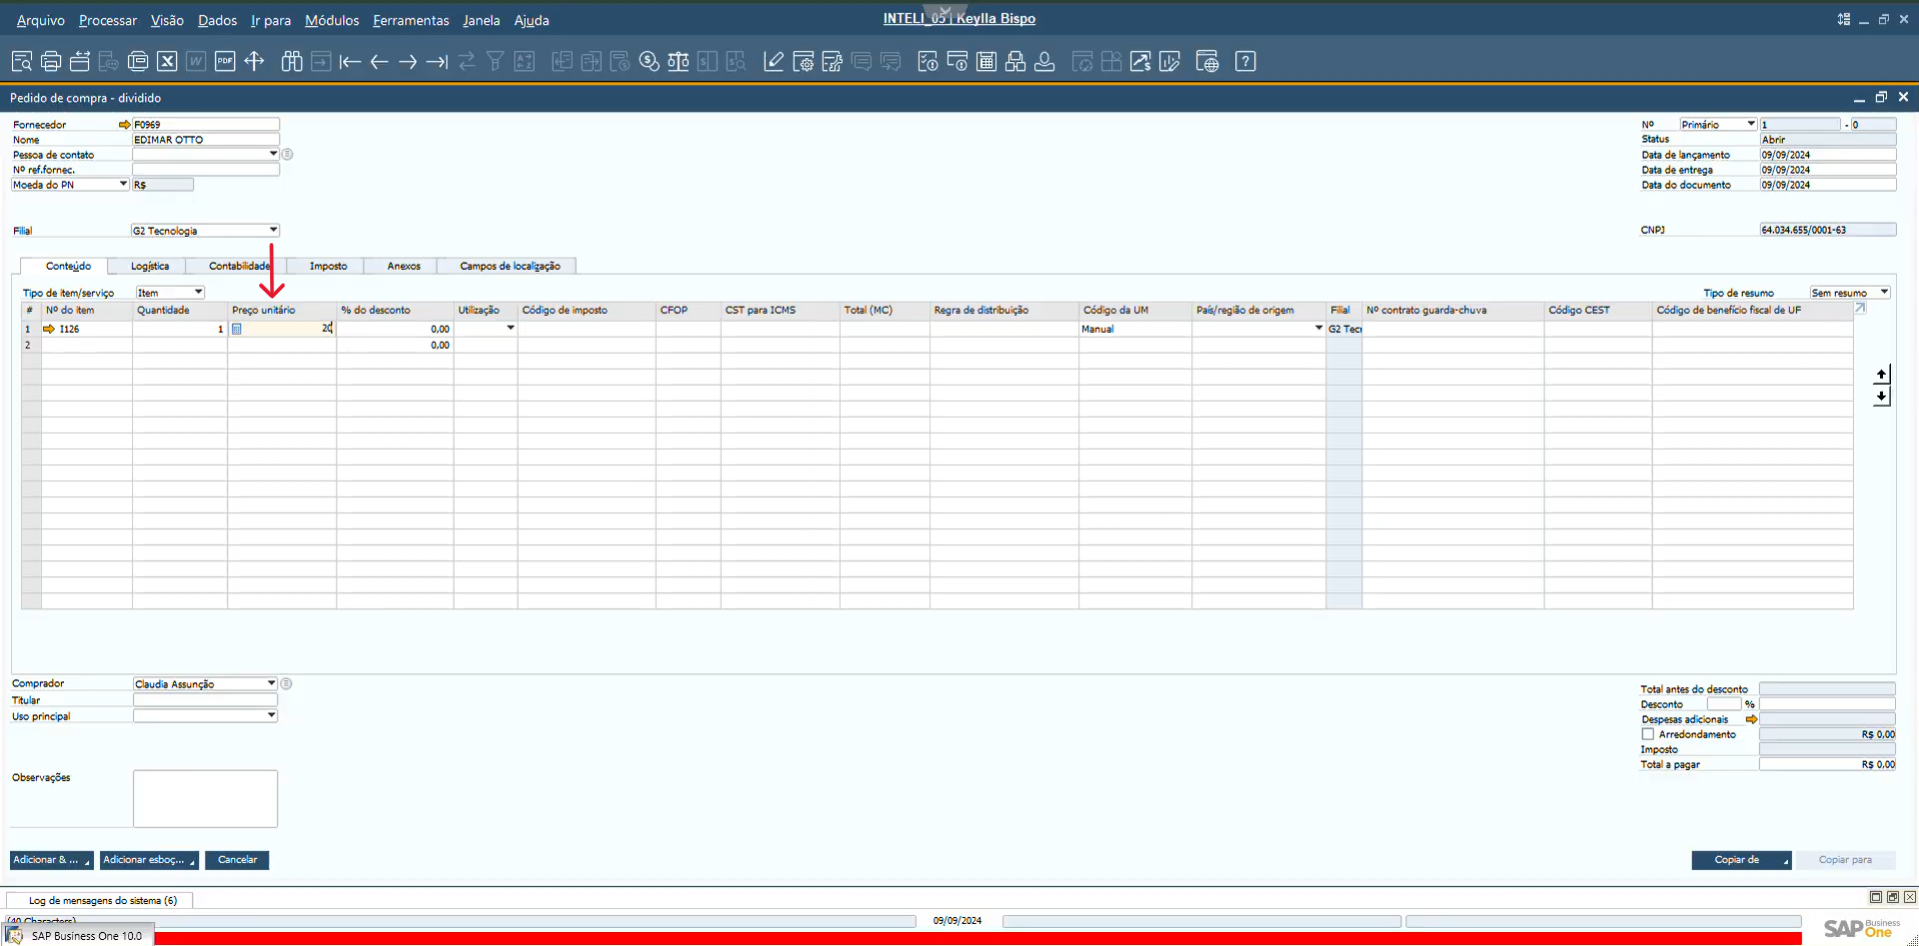 Arquivo Processar Visão Dados Ir para Módulos Ferramentas Janela Ajuda
INTELI_05 | Keylla Bispo
Pedido de compra - dividido
Fornecedor F0969
Nome EDIMAR OTTO
Pessoa de contato
Nº ref.fornec.
Moeda do PN R$
Nº Primário 1 - 0
Status Abrir
Data de lançamento 09/09/2024
Data de entrega 09/09/2024
Data do documento 09/09/2024
Filial G2 Tecnologia
CNPJ 64.034.655/0001-63
Conteúdo Logística Contabilidade Imposto Anexos Campos de localização
Tipo de item/serviço Item
Tipo de resumo Sem resumo
# Nº do item Quantidade Preço unitário % do desconto Utilização Código de imposto CFOP CST para ICMS Total (MC) Regra de distribuição Código da UM País/região de origem Filial Nº contrato guarda-chuva Código CEST Código de benefício fiscal de UF
1 I126 1 20 0,00 Manual G2 Tecr
2 0,00
Comprador Claudia Assunção
Titular
Uso principal
Observações
Total antes do desconto
Desconto %
Despesas adicionais
Arredondamento R$ 0,00
Imposto
Total a pagar R$ 0,00
Adicionar & ... Adicionar esboç... Cancelar
Copiar de Copiar para
Log de mensagens do sistema (6)
(40 Characters)
09/09/2024
SAP Business One 10.0
SAP Business One